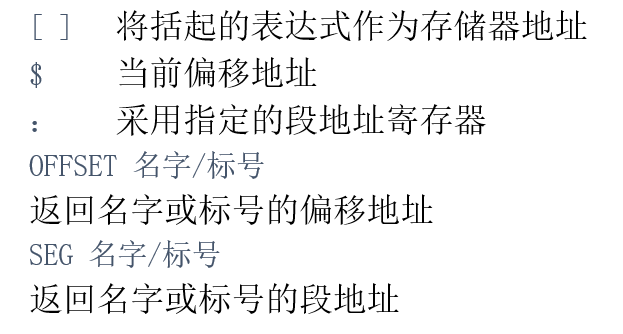 [ ] 将括起的表达式作为存储器地址
$ 当前偏移地址
： 采用指定的段地址寄存器
OFFSET 名字/标号
返回名字或标号的偏移地址
SEG 名字/标号
返回名字或标号的段地址